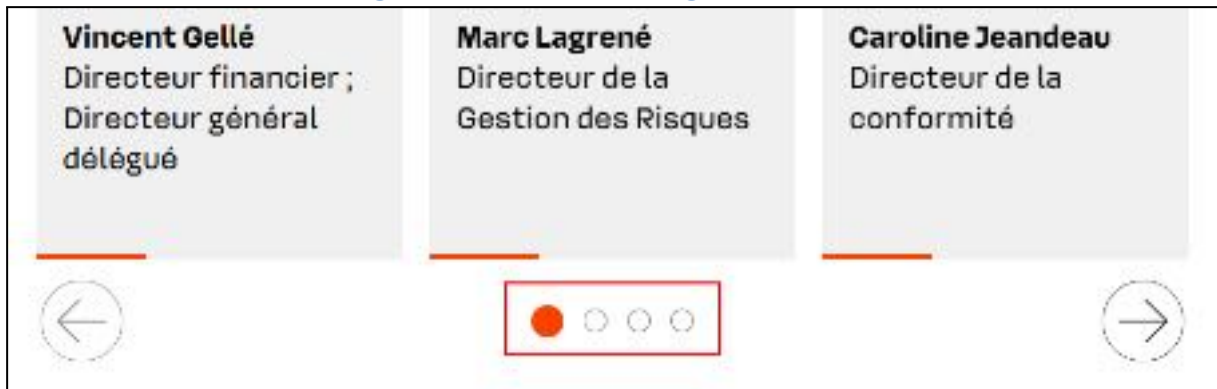 Vincent Gellé
Directeur financier ;
Directeur général
délégué
Marc Lagrené
Directeur de la
Gestion des Risques
Caroline Jeandeau
Directeur de la
conformité